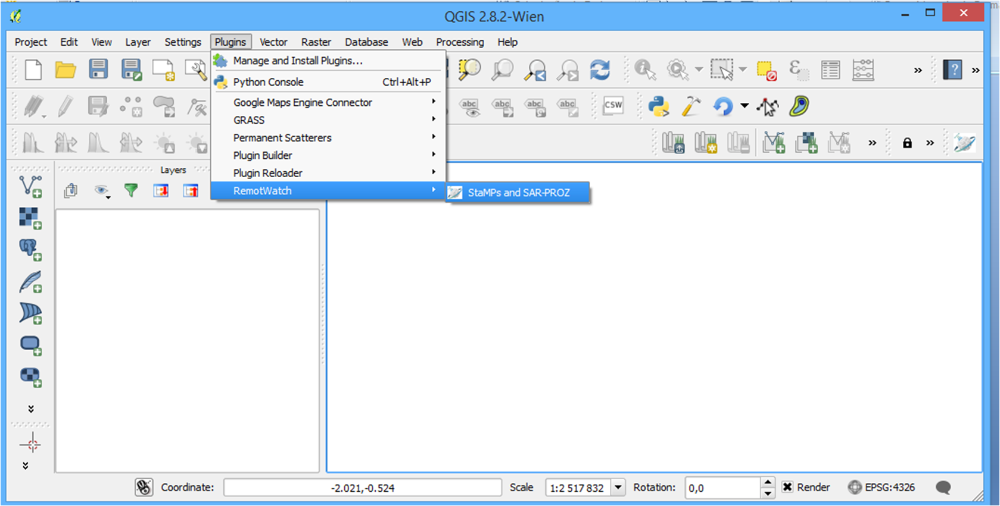 QGIS 2.8.2-Wien
Project Edit View Layer Settings Plugins Vector Raster Database Web Processing Help
Manage and Install Plugins...
Python Console Ctrl+Alt+P
Google Maps Engine Connector
GRASS
Permanent Scatterers
Plugin Builder
Plugin Reloader
RemotWatch
StaMPs and SAR-PROZ
abc abc abc abc CSW
Layers
Coordinate: -2.021,-0.524 Scale 1:2 517 832 Rotation: 0,0 Render EPSG:4326